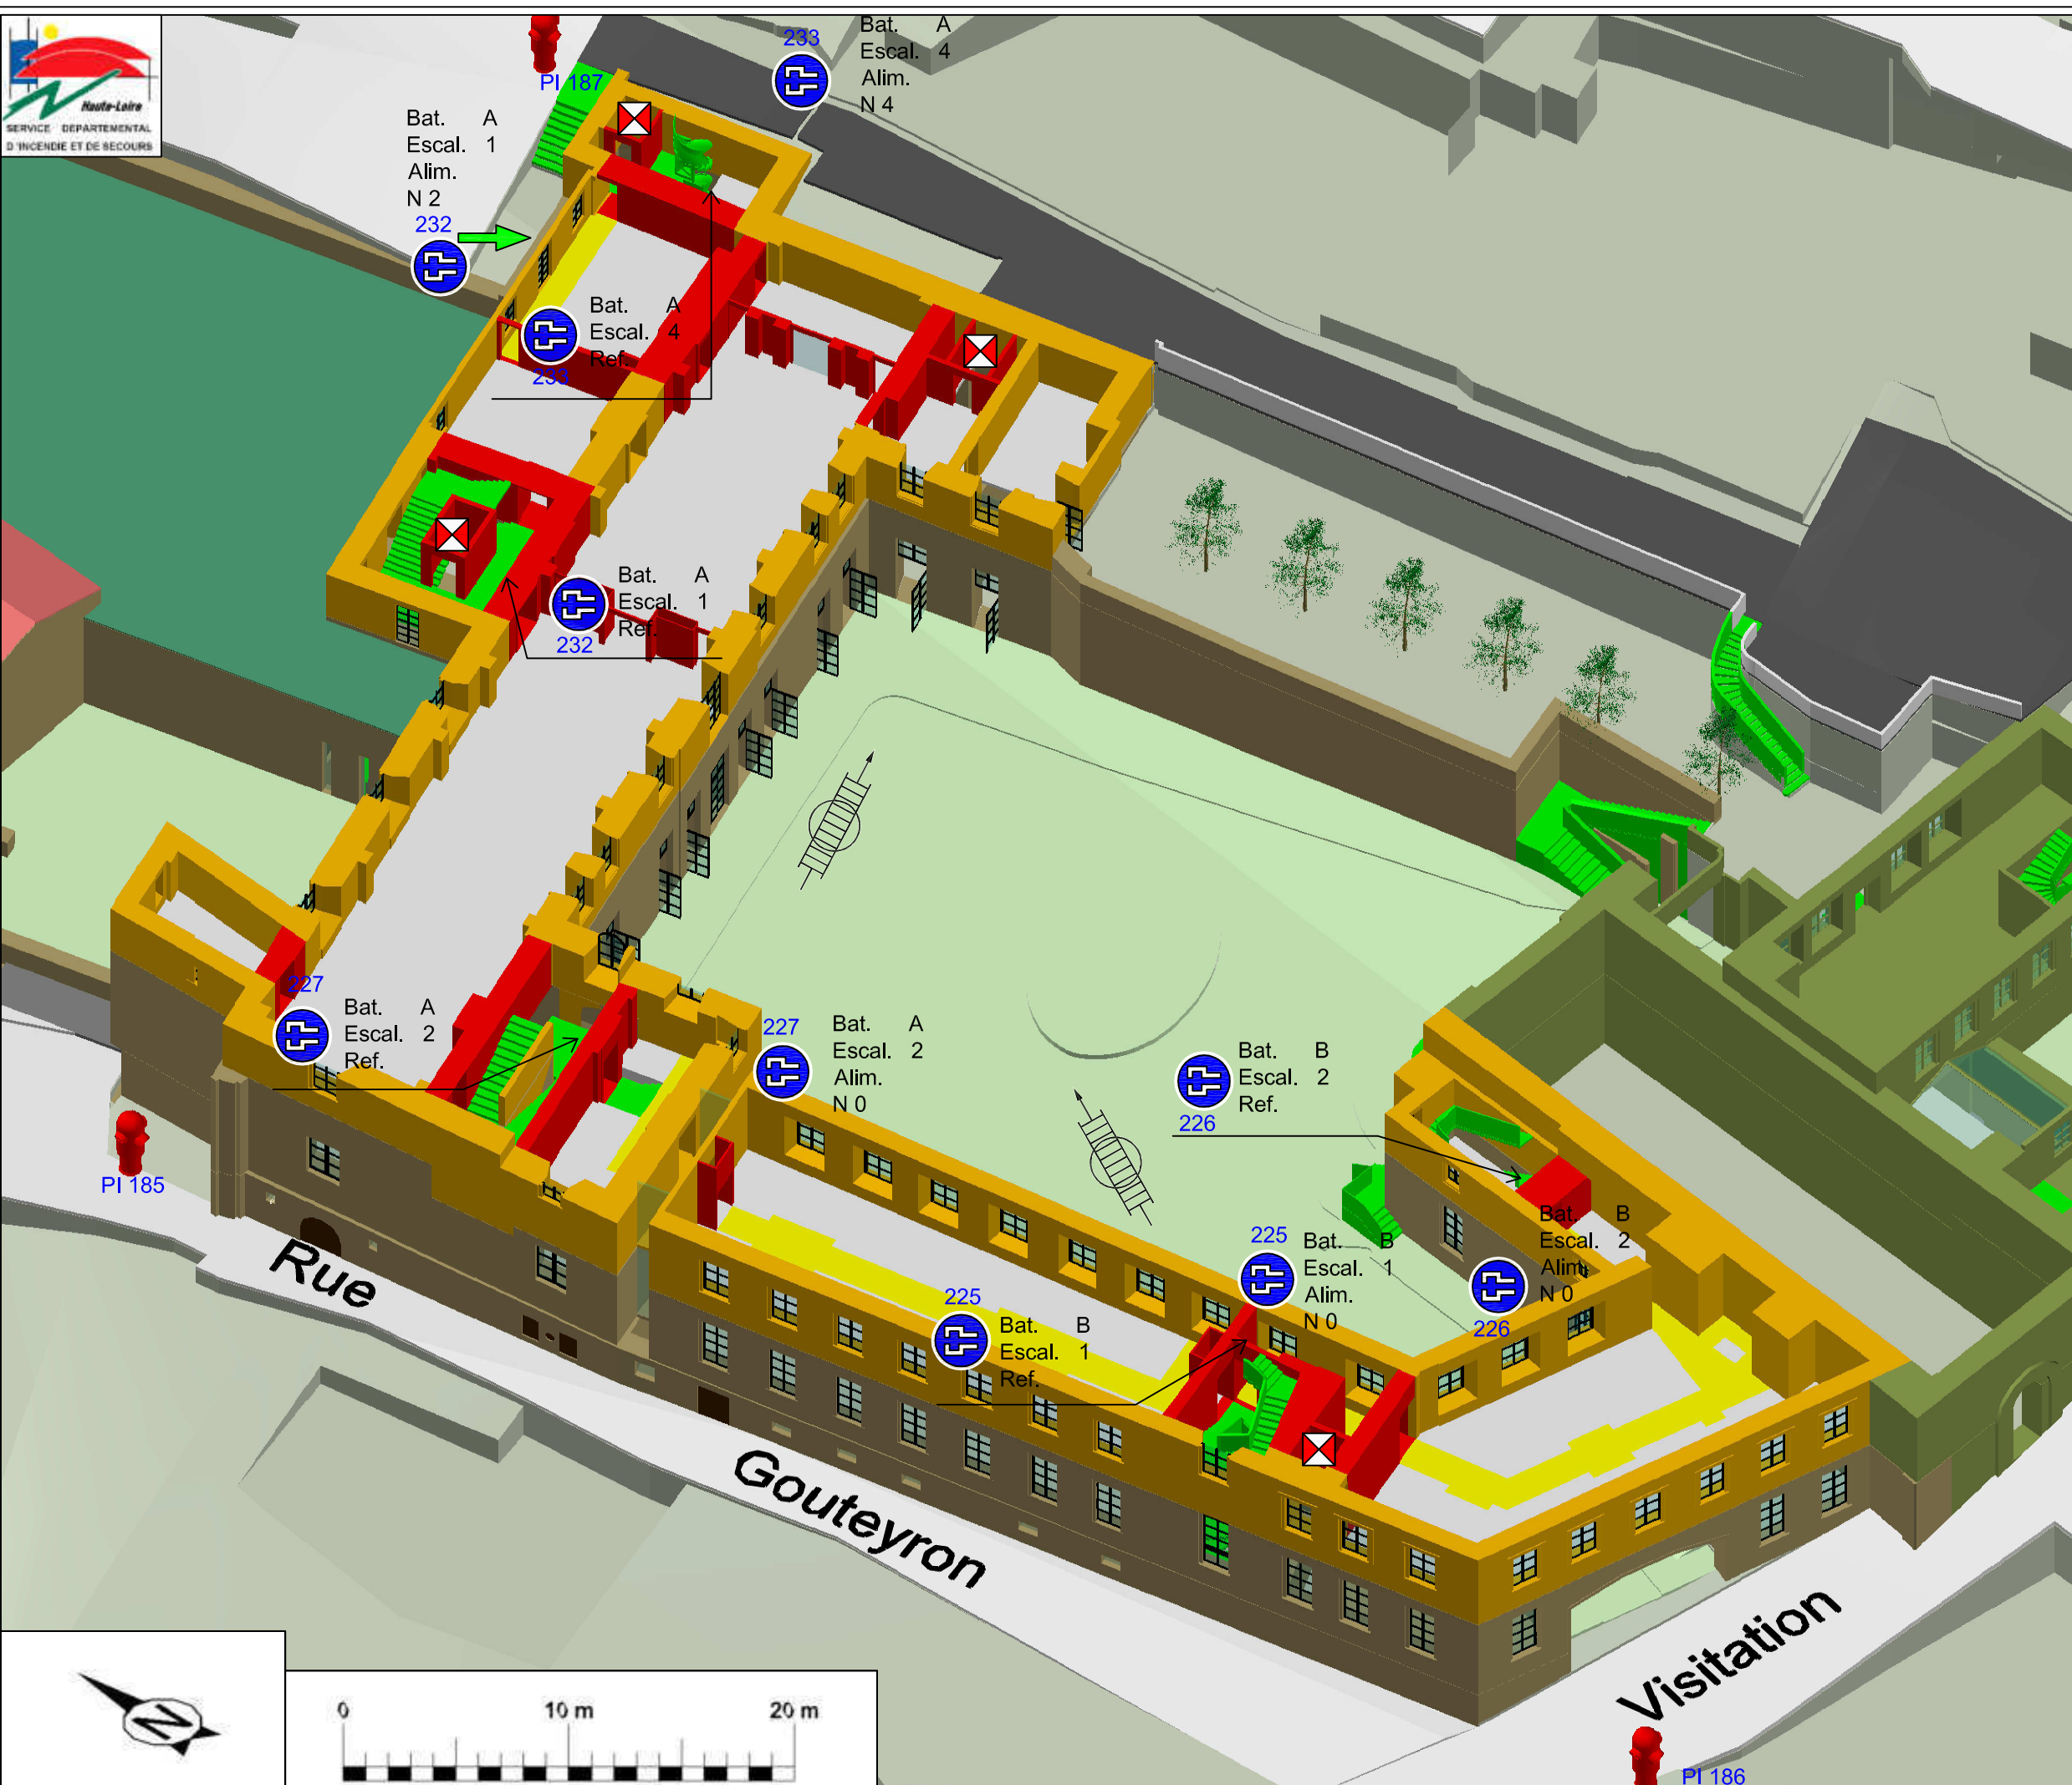 Haute-Loire
SERVICE DEPARTEMENTAL
D'INCENDIE ET DE SECOURS
PI 187
233
Bat. A
Escal. 4
Alim.
N 4
Bat. A
Escal. 1
Alim.
N 2
232
Bat. A
Escal. 4
Ref.
233
Bat. A
Escal. 1
Ref.
232
227
Bat. A
Escal. 2
Ref.
227
Bat. A
Escal. 2
Alim.
N 0
Bat. B
Escal. 2
Ref.
226
PI 185
Bat. B
Escal. 2
Alim.
N 0
226
225
Bat. B
Escal. 1
Alim.
N 0
225
Bat. B
Escal. 1
Ref.
Rue
Gouteyron
Visitation
N
0 10 m 20 m
PI 186